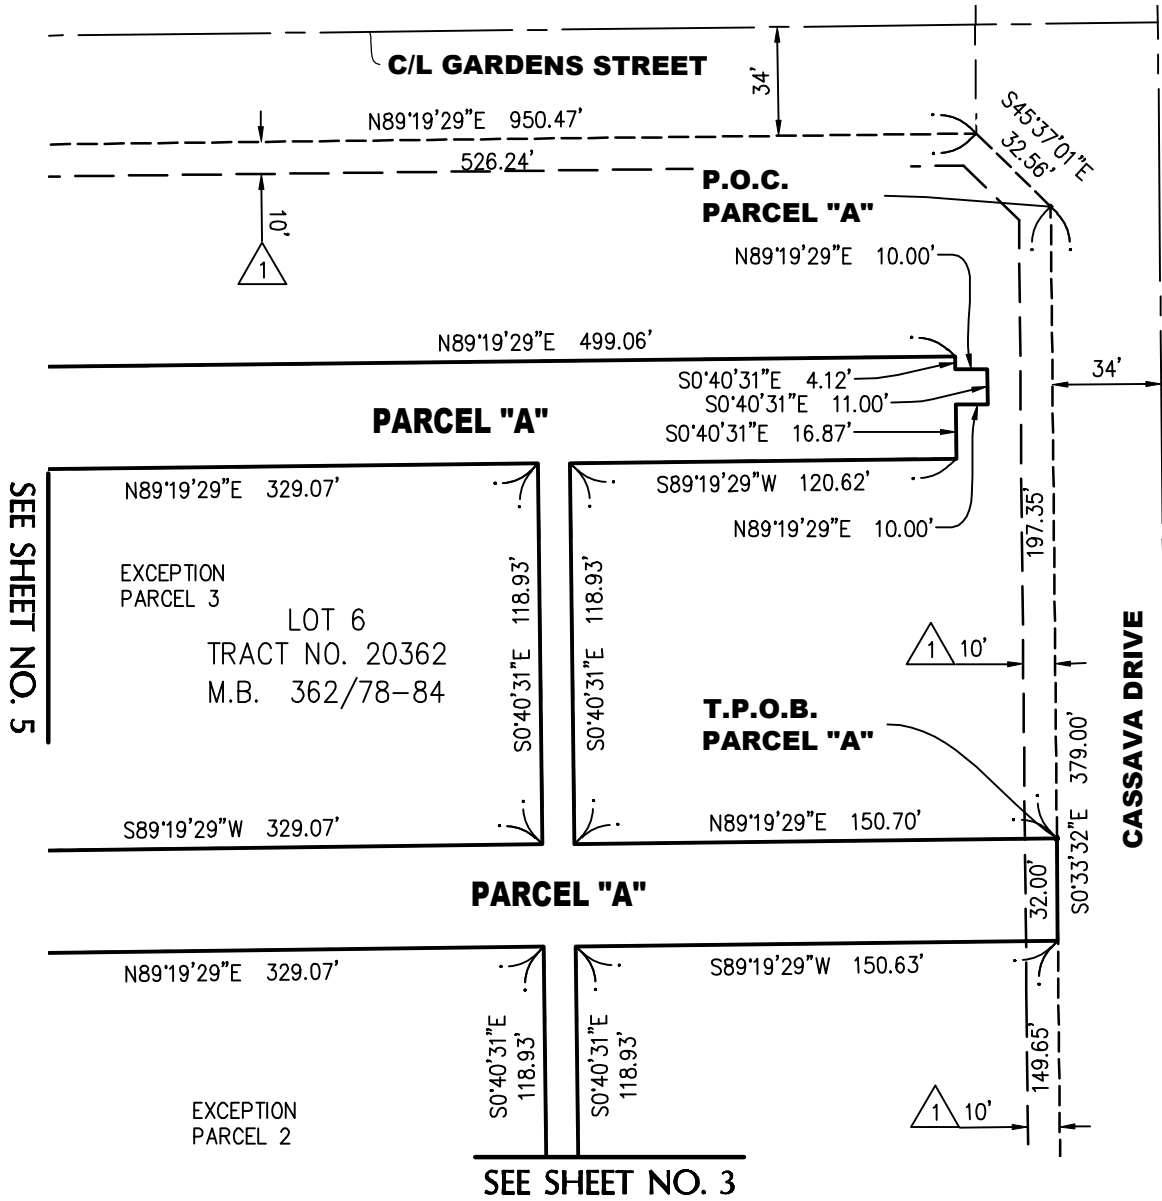 C/L GARDENS STREET
34'
N89°19'29"E 950.47'
S45°37'01"E
32.56'
526.24'
P.O.C.
PARCEL "A"
10'
1
N89°19'29"E 10.00'
N89°19'29"E 499.06'
34'
S0°40'31"E 4.12'
S0°40'31"E 11.00'
PARCEL "A"
S0°40'31"E 16.87'
N89°19'29"E 329.07'
S89°19'29"W 120.62'
N89°19'29"E 10.00'
197.35'
SEE SHEET NO. 5
EXCEPTION
PARCEL 3
LOT 6
TRACT NO. 20362
M.B. 362/78-84
S0°40'31"E 118.93'
S0°40'31"E 118.93'
1 10'
CASSAVA DRIVE
T.P.O.B.
PARCEL "A"
S0°33'32"E 379.00'
S89°19'29"W 329.07'
N89°19'29"E 150.70'
PARCEL "A"
32.00'
N89°19'29"E 329.07'
S89°19'29"W 150.63'
S0°40'31"E
118.93'
S0°40'31"E
118.93'
149.65'
EXCEPTION
PARCEL 2
1 10'
SEE SHEET NO. 3